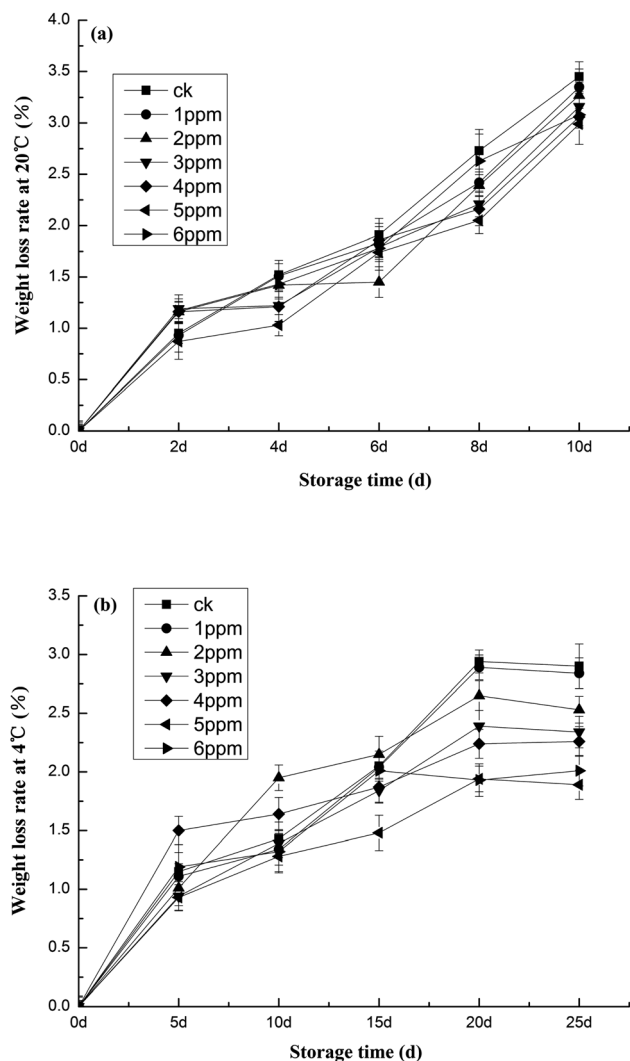 (a)
ck
1ppm
2ppm
3ppm
4ppm
5ppm
6ppm
Weight loss rate at 20℃ (%)
4.0
3.5
3.0
2.5
2.0
1.5
1.0
0.5
0.0
0d 2d 4d 6d 8d 10d
Storage time (d)
(b)
ck
1ppm
2ppm
3ppm
4ppm
5ppm
6ppm
Weight loss rate at 4℃ (%)
3.5
3.0
2.5
2.0
1.5
1.0
0.5
0.0
0d 5d 10d 15d 20d 25d
Storage time (d)